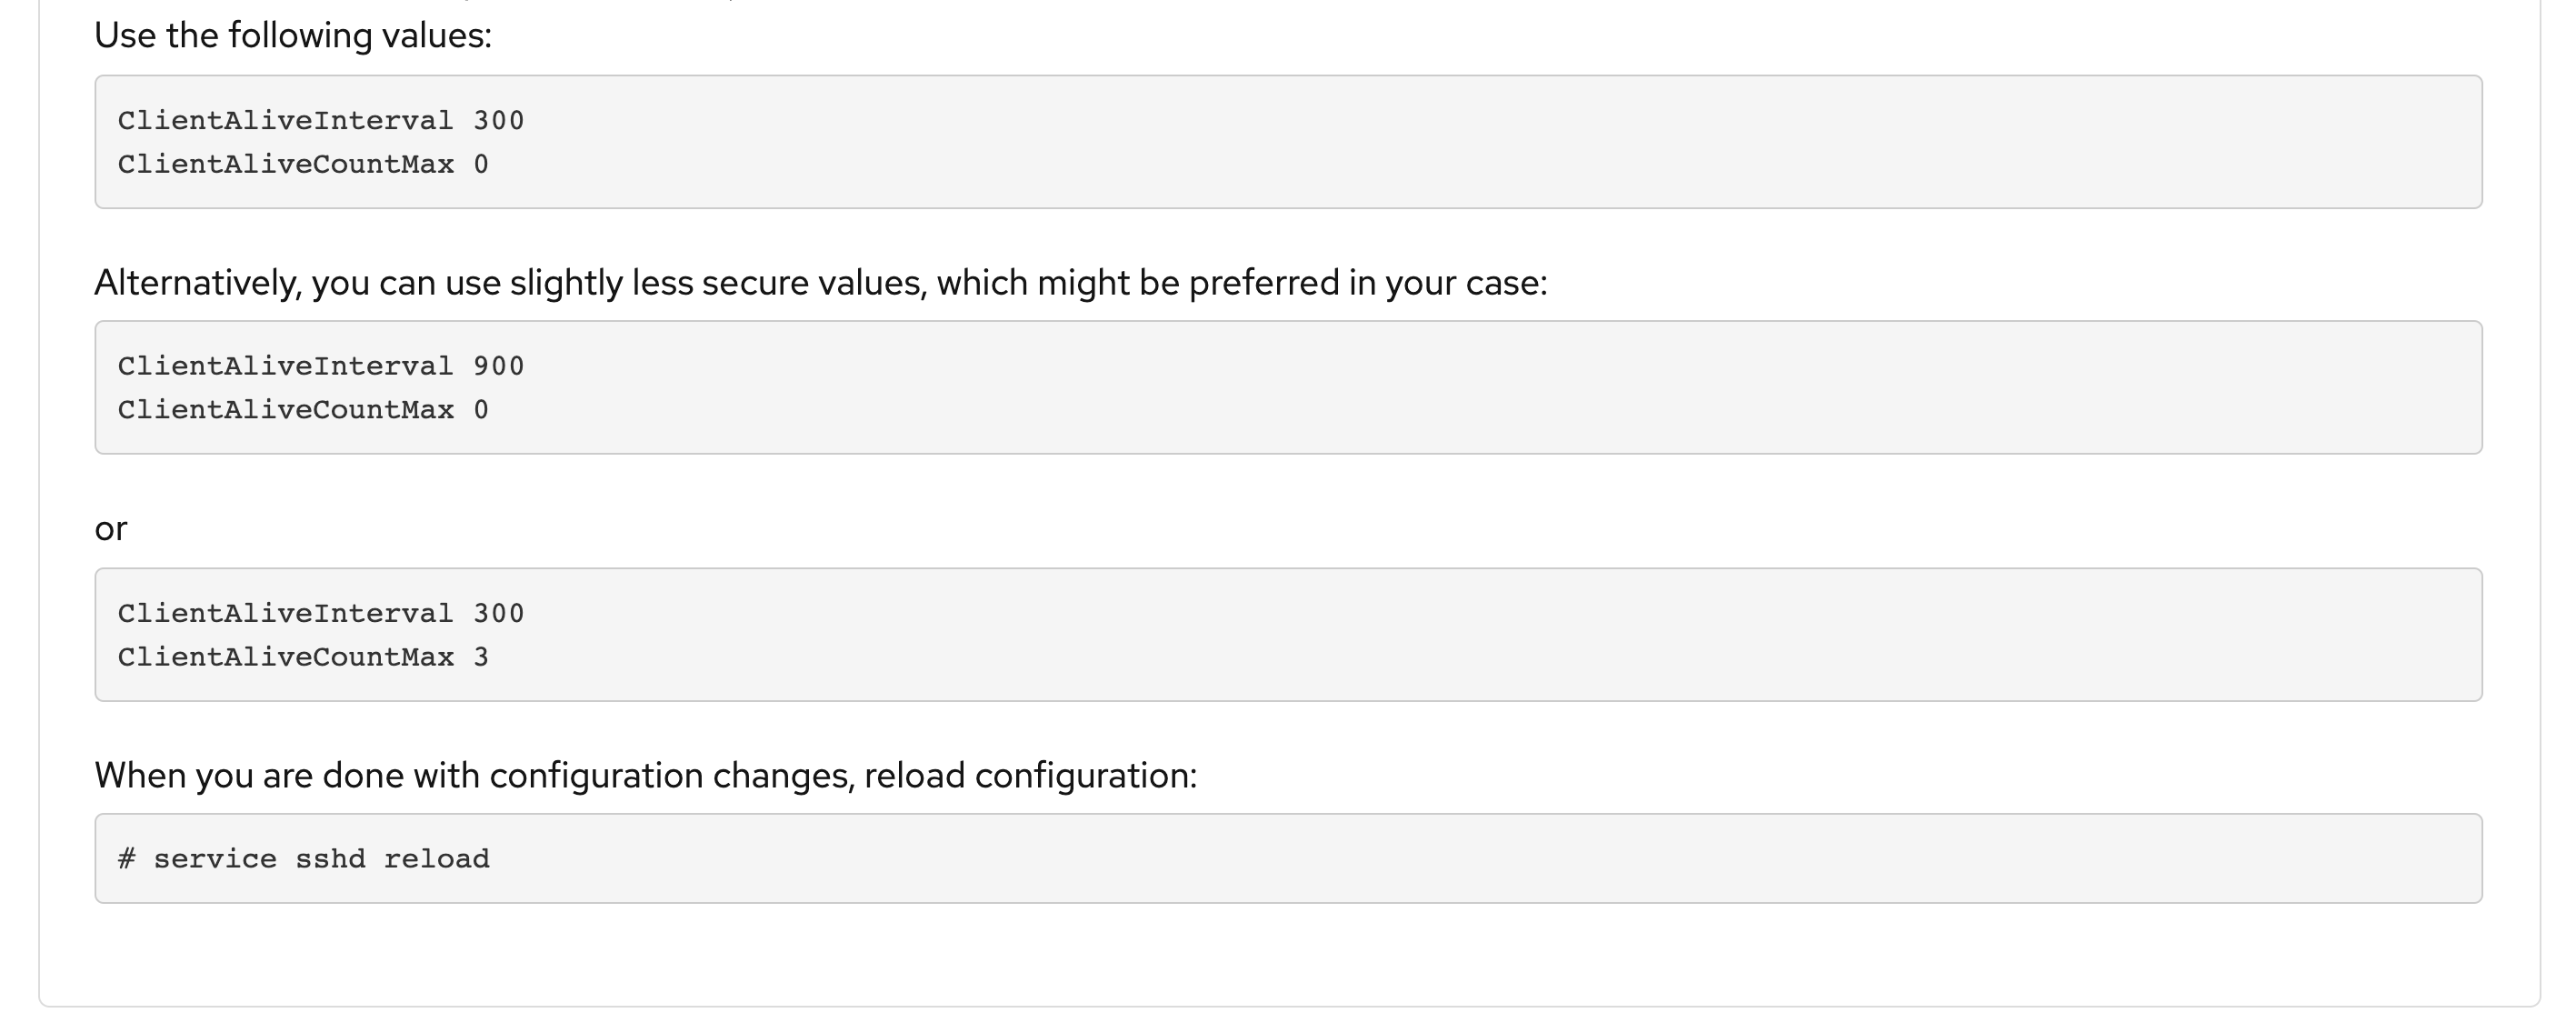 Use the following values:
ClientAliveInterval 300
ClientAliveCountMax 0
Alternatively, you can use slightly less secure values, which might be preferred in your case:
ClientAliveInterval 900
ClientAliveCountMax 0
or
ClientAliveInterval 300
ClientAliveCountMax 3
When you are done with configuration changes, reload configuration:
# service sshd reload